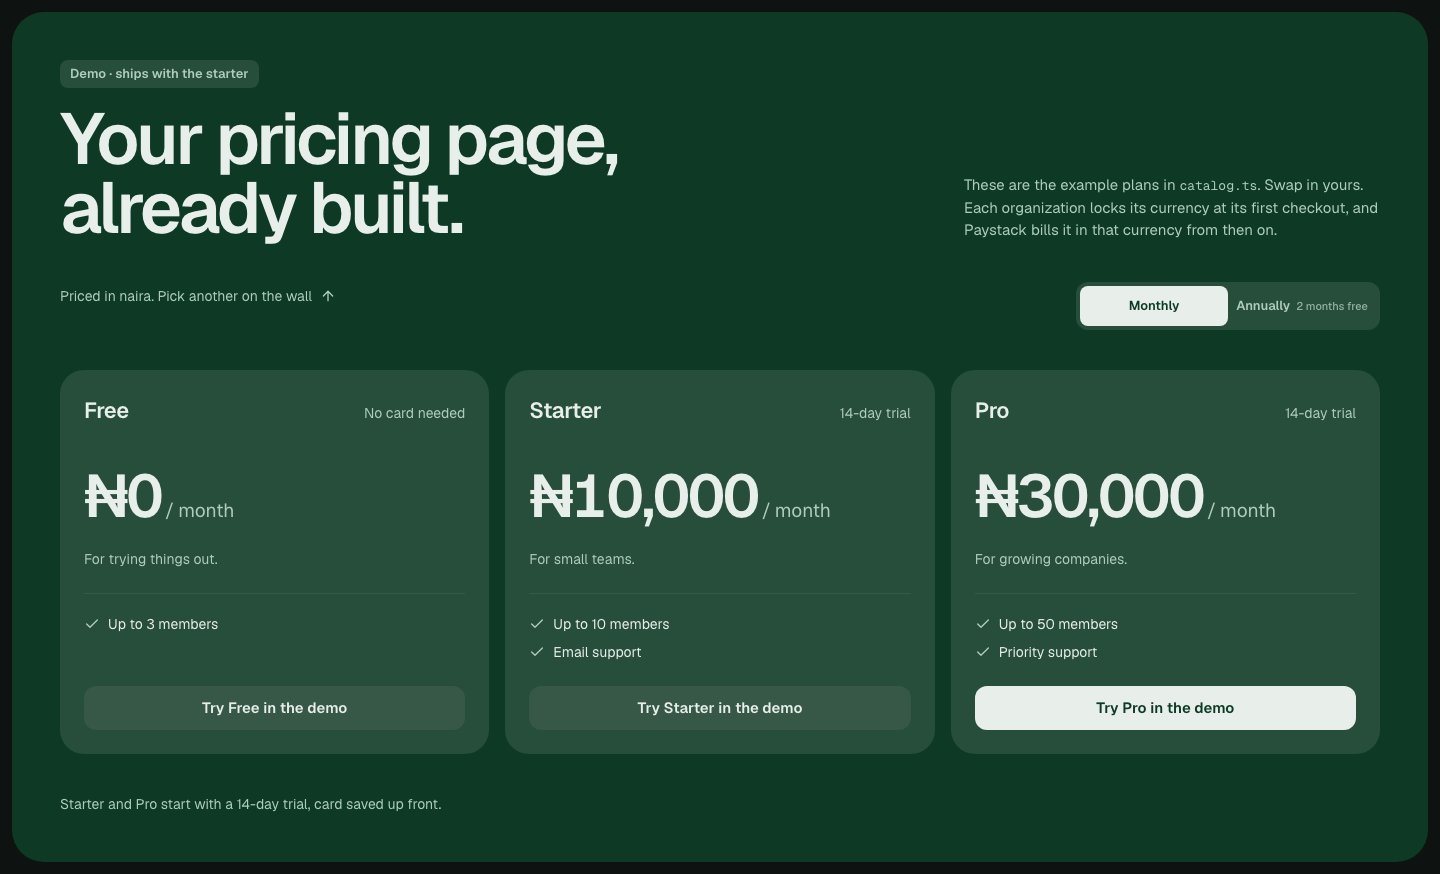 Demo · ships with the starter
Your pricing page,
already built.
These are the example plans in catalog.ts. Swap in yours.
Each organization locks its currency at its first checkout, and
Paystack bills it in that currency from then on.
Priced in naira. Pick another on the wall ↑
Monthly
Annually 2 months free
Free
No card needed
₦0 / month
For trying things out.
Up to 3 members
Try Free in the demo
Starter
14-day trial
₦10,000 / month
For small teams.
Up to 10 members
Email support
Try Starter in the demo
Pro
14-day trial
₦30,000 / month
For growing companies.
Up to 50 members
Priority support
Try Pro in the demo
Starter and Pro start with a 14-day trial, card saved up front.